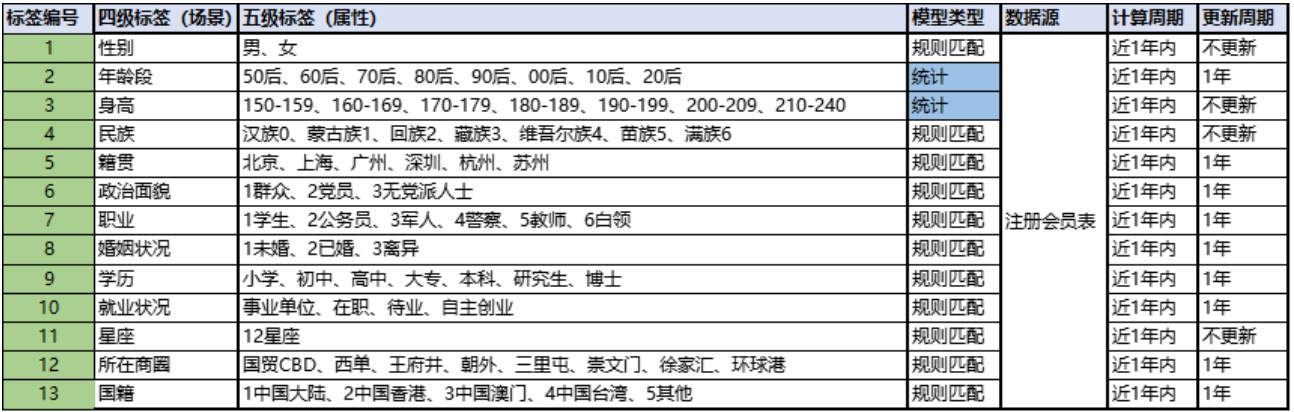 标签编号 四级标签（场景） 五级标签（属性） 模型类型 数据源 计算周期 更新周期
1 性别 男、女 规则匹配 近1年内 不更新
2 年龄段 50后、60后、70后、80后、90后、00后、10后、20后 统计 近1年内 1年
3 身高 150-159、160-169、170-179、180-189、190-199、200-209、210-240 统计 近1年内 不更新
4 民族 汉族0、蒙古族1、回族2、藏族3、维吾尔族4、苗族5、满族6 规则匹配 近1年内 不更新
5 籍贯 北京、上海、广州、深圳、杭州、苏州 规则匹配 近1年内 1年
6 政治面貌 1群众、2党员、3无党派人士 规则匹配 近1年内 1年
7 职业 1学生、2公务员、3军人、4警察、5教师、6白领 规则匹配 注册会员表 近1年内 1年
8 婚姻状况 1未婚、2已婚、3离异 规则匹配 近1年内 1年
9 学历 小学、初中、高中、大专、本科、研究生、博士 规则匹配 近1年内 1年
10 就业状况 事业单位、在职、待业、自主创业 规则匹配 近1年内 1年
11 星座 12星座 规则匹配 近1年内 不更新
12 所在商圈 国贸CBD、西单、王府井、朝外、三里屯、崇文门、徐家汇、环球港 规则匹配 近1年内 1年
13 国籍 1中国大陆、2中国香港、3中国澳门、4中国台湾、5其他 规则匹配 近1年内 1年